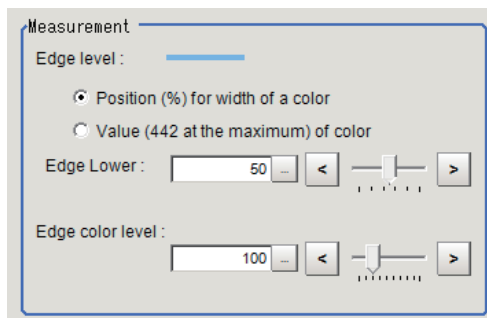 Measurement
Edge level :
Position (%) for width of a color
Value (442 at the maximum) of color
Edge Lower : 50 ... < >
Edge color level :
100 ... < >